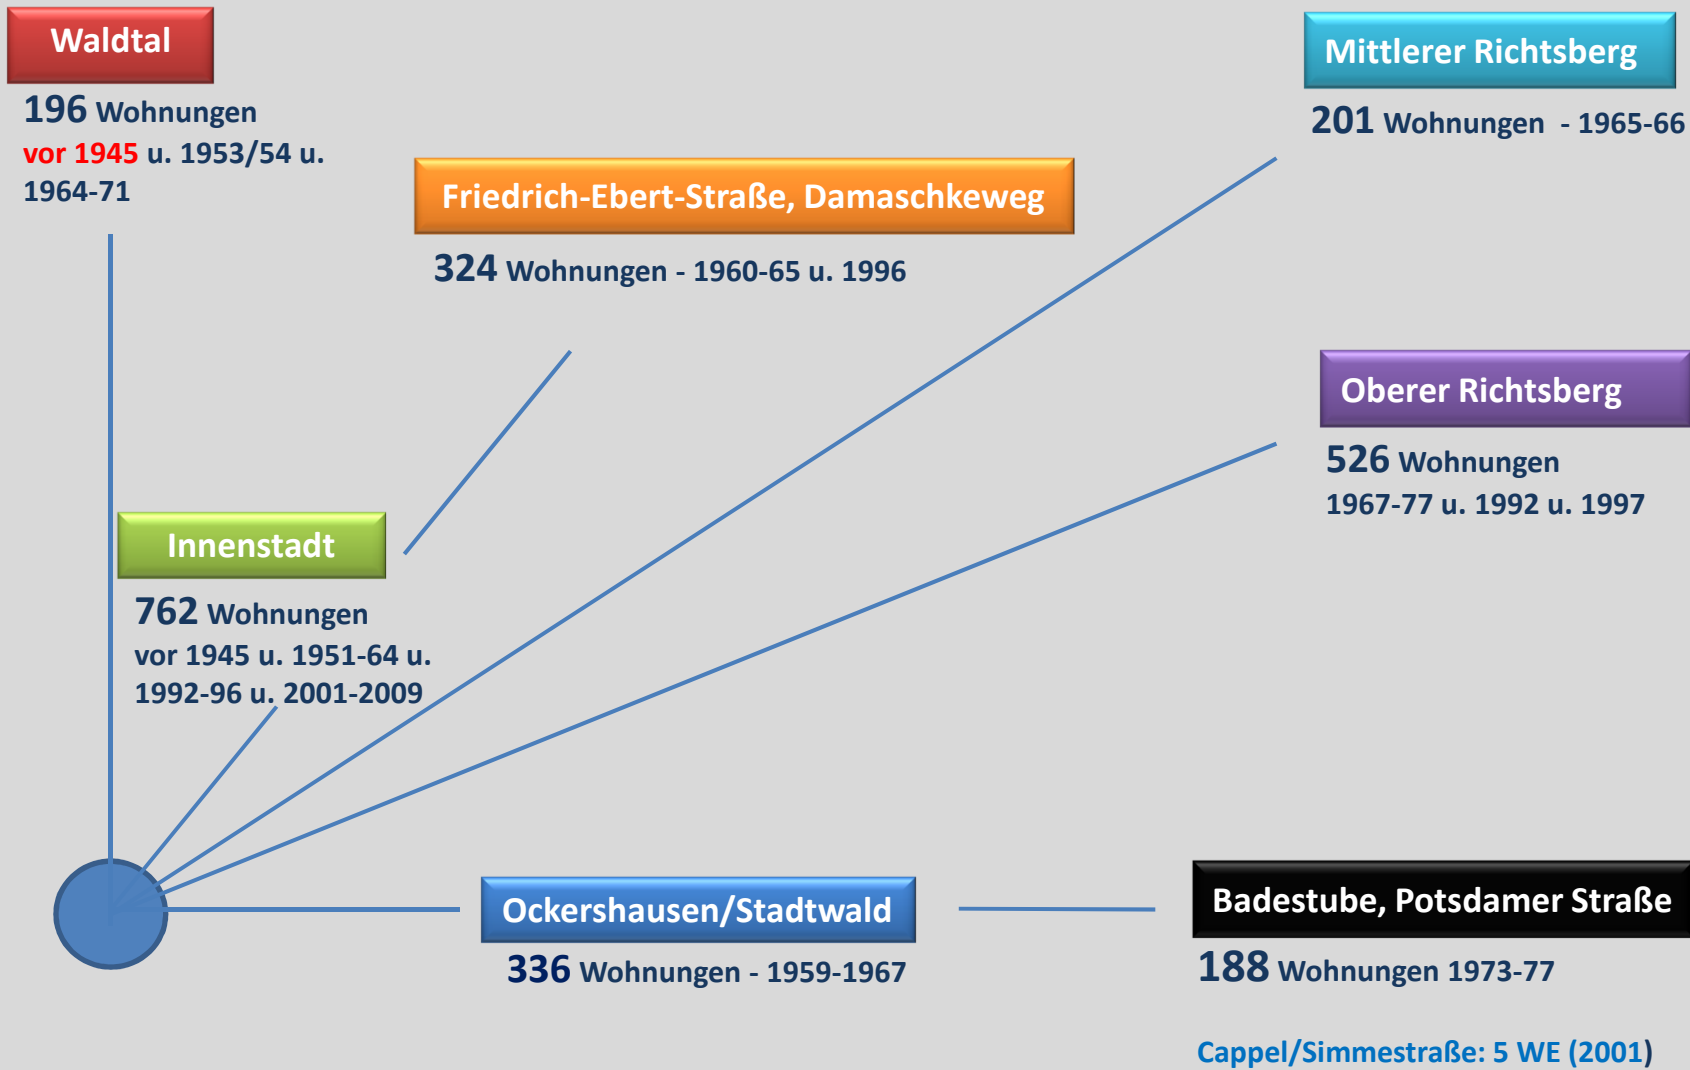 Waldtal
196 Wohnungen
vor 1945 u. 1953/54 u.
1964-71
Friedrich-Ebert-Straße, Damaschkeweg
324 Wohnungen - 1960-65 u. 1996
Mittlerer Richtsberg
201 Wohnungen - 1965-66
Oberer Richtsberg
526 Wohnungen
1967-77 u. 1992 u. 1997
Innenstadt
762 Wohnungen
vor 1945 u. 1951-64 u.
1992-96 u. 2001-2009
Ockershausen/Stadtwald
336 Wohnungen - 1959-1967
Badestube, Potsdamer Straße
188 Wohnungen 1973-77
Cappel/Simmestraße: 5 WE (2001)